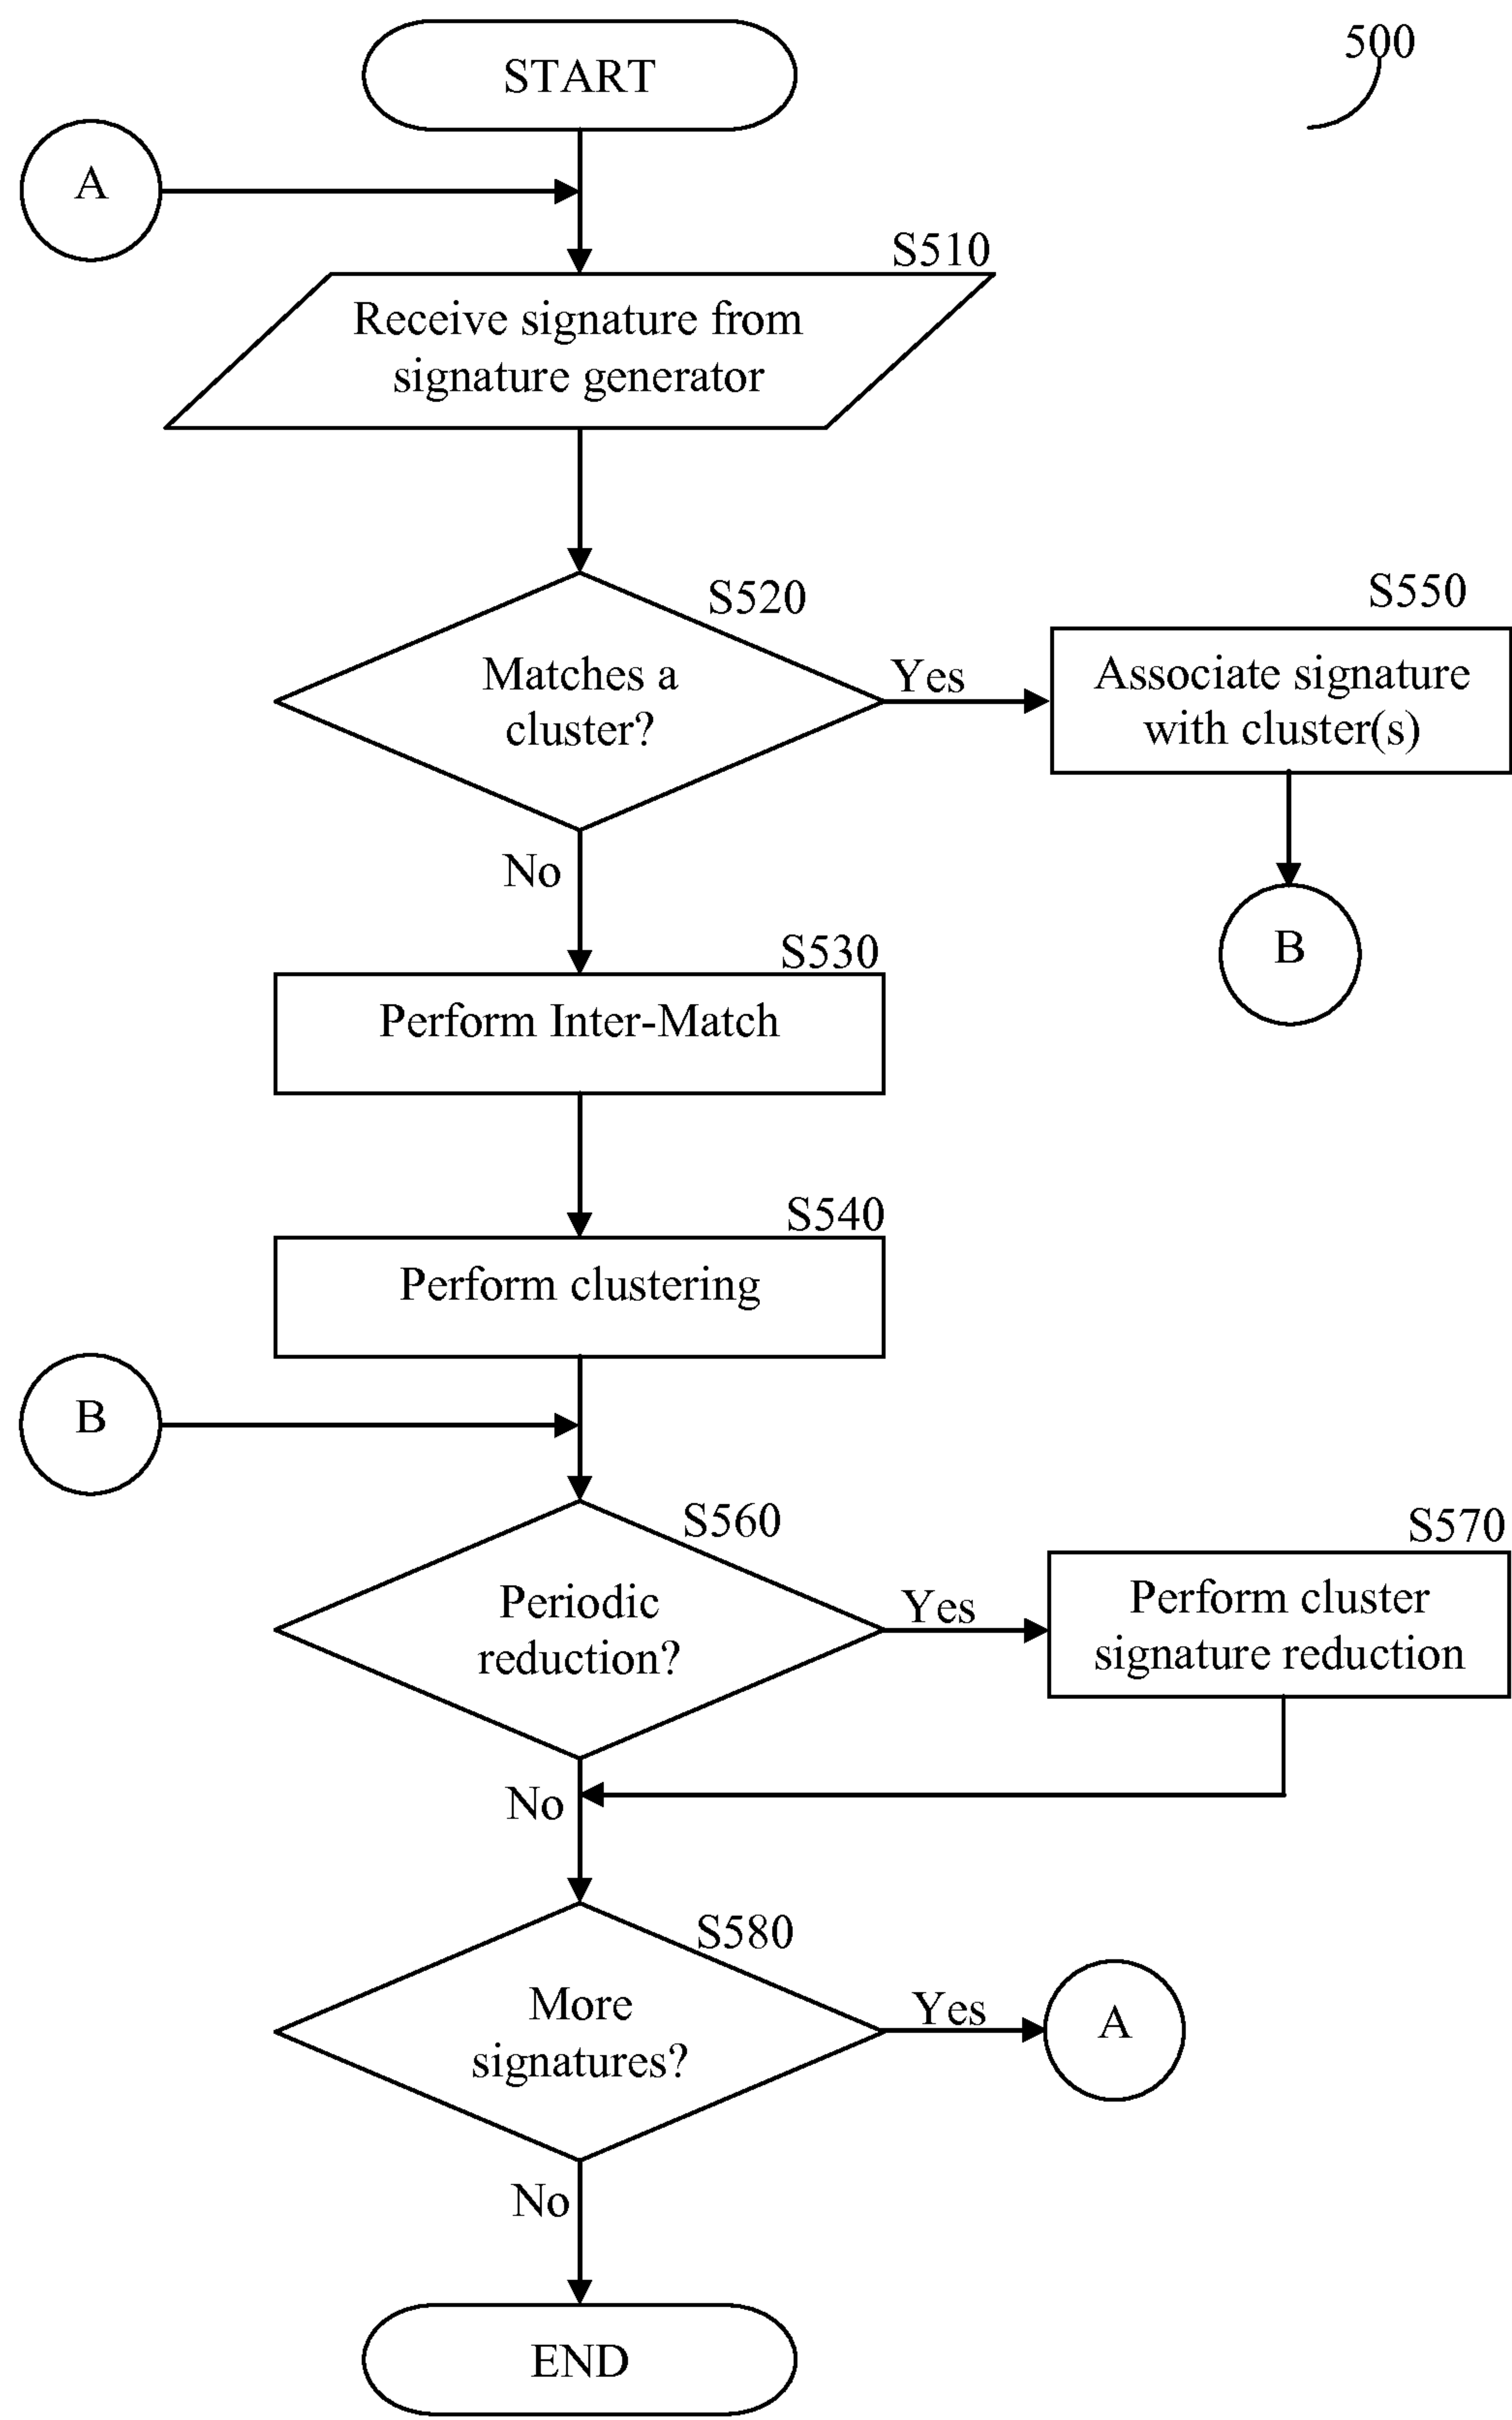 START
500
A
S510
Receive signature from
signature generator
S520
Matches a
cluster?
Yes
S550
Associate signature
with cluster(s)
No
B
S530
Perform Inter-Match
S540
Perform clustering
B
S560
Periodic
reduction?
Yes
S570
Perform cluster
signature reduction
No
S580
More
signatures?
Yes
A
No
END